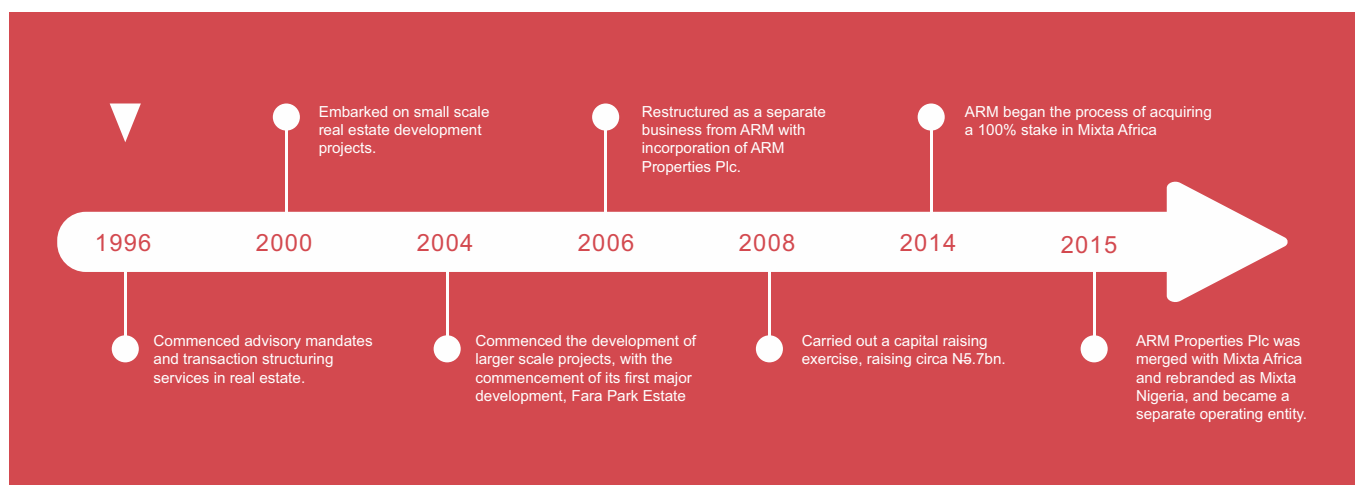 Embarked on small scale
real estate development
projects.
Restructured as a separate
business from ARM with
incorporation of ARM
Properties Plc.
ARM began the process of acquiring
a 100% stake in Mixta Africa
1996
2000
2004
2006
2008
2014
2015
Commenced advisory mandates
and transaction structuring
services in real estate.
Commenced the development of
larger scale projects, with the
commencement of its first major
development, Fara Park Estate
Carried out a capital raising
exercise, raising circa N5.7bn.
ARM Properties Plc was
merged with Mixta Africa
and rebranded as Mixta
Nigeria, and became a
separate operating entity.